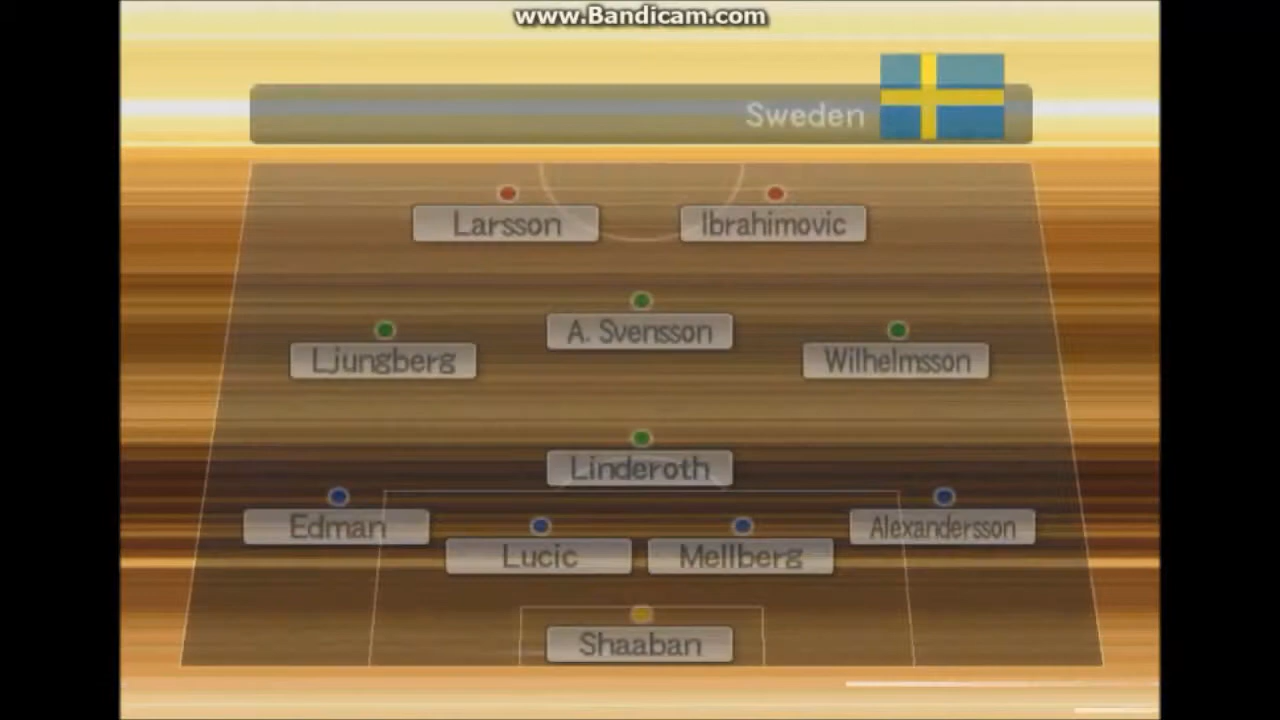 www.Bandicam.com
Sweden
Larsson
Ibrahimovic
A. Svensson
Ljungberg
Wilhelmsson
Linderoth
Edman
Alexandersson
Lucic
Mellberg
Shaaban